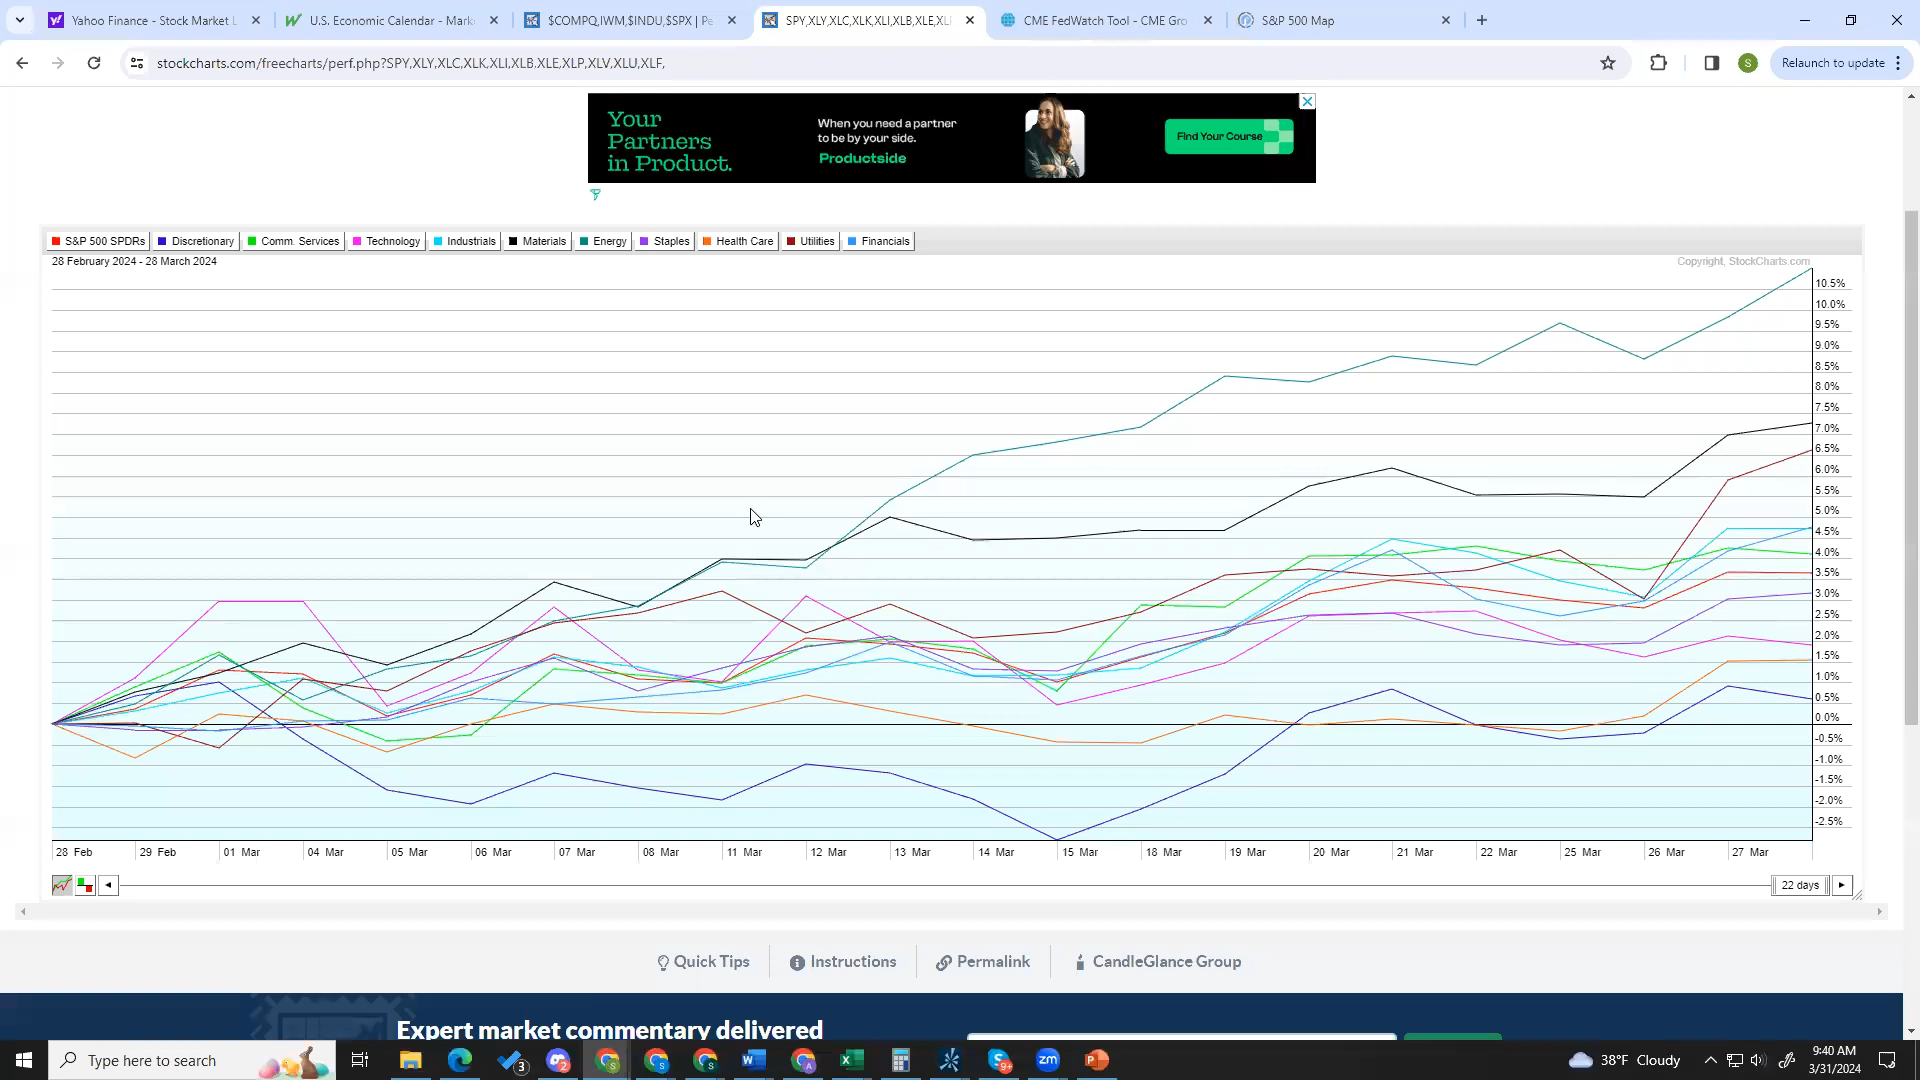 Yahoo Finance - Stock Market L
U.S. Economic Calendar - Mark
$COMPQ,IWM,$INDU,$SPX | Pe
SPY,XLY,XLC,XLK,XLI,XLB,XLE,XL
CME FedWatch Tool - CME Gro
S&P 500 Map
stockcharts.com/freecharts/perf.php?SPY,XLY,XLC,XLK,XLI,XLB,XLE,XLP,XLV,XLU,XLF,
S
Relaunch to update
Your
Partners
in Product.
When you need a partner
to be by your side.
Productside
Find Your Course
S&P 500 SPDRs
Discretionary
Comm. Services
Technology
Industrials
Materials
Energy
Staples
Health Care
Utilities
Financials
28 February 2024 - 28 March 2024
Copyright, StockCharts.com
10.5%
10.0%
9.5%
9.0%
8.5%
8.0%
7.5%
7.0%
6.5%
6.0%
5.5%
5.0%
4.5%
4.0%
3.5%
3.0%
2.5%
2.0%
1.5%
1.0%
0.5%
0.0%
-0.5%
-1.0%
-1.5%
-2.0%
-2.5%
28 Feb
29 Feb
01 Mar
04 Mar
05 Mar
06 Mar
07 Mar
08 Mar
11 Mar
12 Mar
13 Mar
14 Mar
15 Mar
18 Mar
19 Mar
20 Mar
21 Mar
22 Mar
25 Mar
26 Mar
27 Mar
22 days
Quick Tips
Instructions
Permalink
CandleGlance Group
Expert market commentary delivered
Type here to search
38°F Cloudy
9:40 AM
3/31/2024